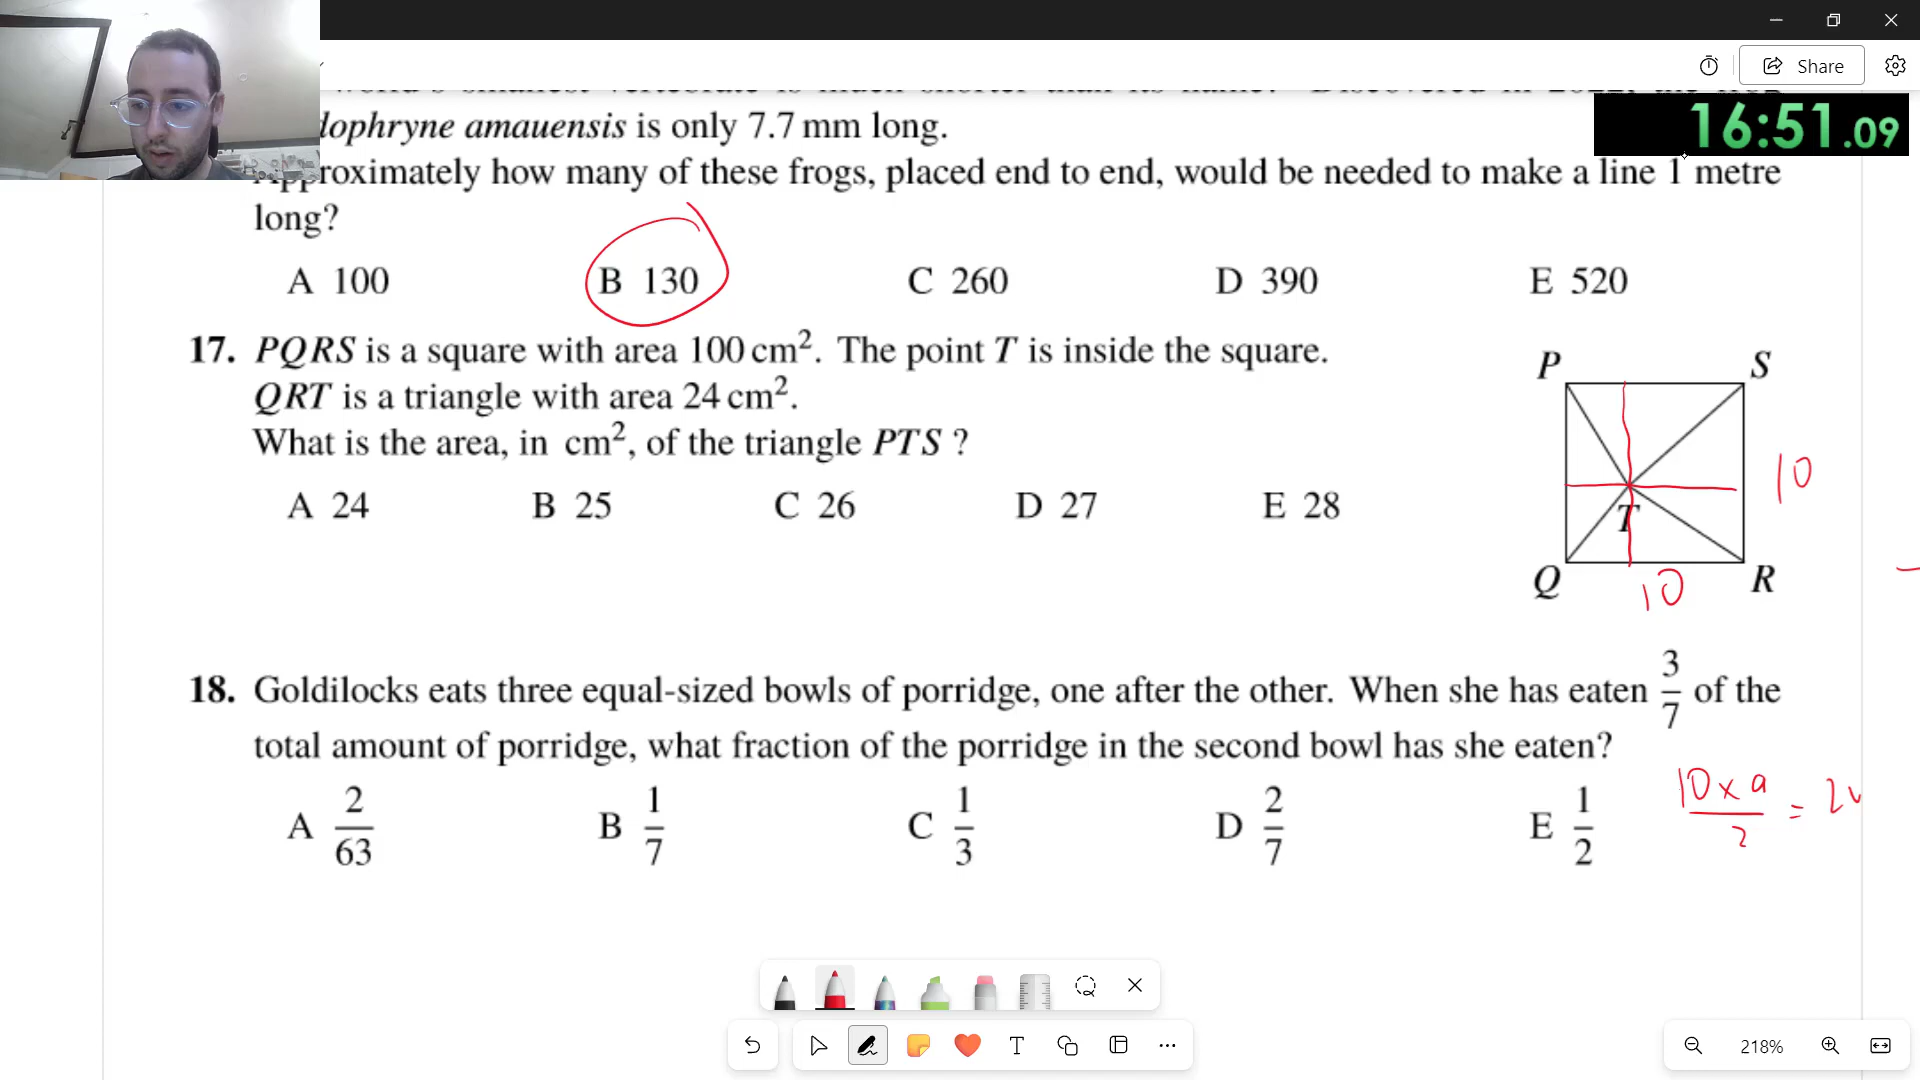 Share
16:51.09
dophryne amauensis is only 7.7 mm long.
Approximately how many of these frogs, placed end to end, would be needed to make a line 1 metre
long?
A 100 B 130 C 260 D 390 E 520
17. PQRS is a square with area 100 cm². The point T is inside the square.
QRT is a triangle with area 24 cm².
What is the area, in cm², of the triangle PTS ?
A 24 B 25 C 26 D 27 E 28
P S
10
T
Q 10 R
18. Goldilocks eats three equal-sized bowls of porridge, one after the other. When she has eaten 3/7 of the
total amount of porridge, what fraction of the porridge in the second bowl has she eaten?
A 2/63 B 1/7 C 1/3 D 2/7 E 1/2
10 x a / 2 = 24
218%